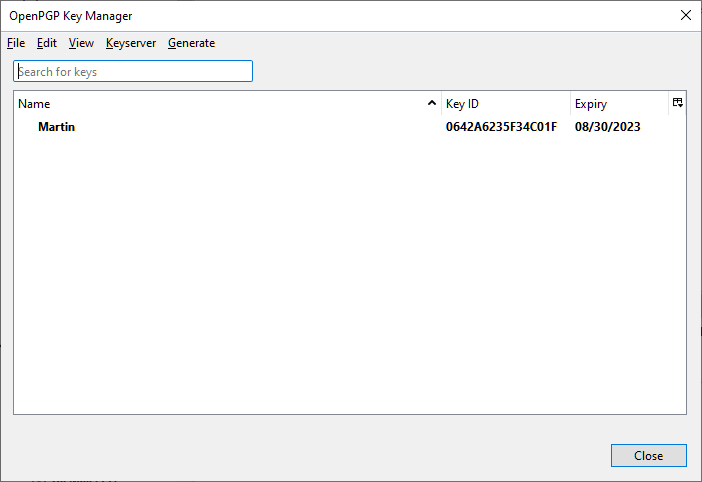 OpenPGP Key Manager
File Edit View Keyserver Generate
Search for keys
Name Key ID Expiry
Martin 0642A6235F34C01F 08/30/2023
Close